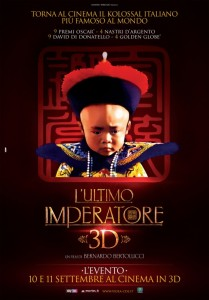 TORNA AL CINEMA IL KOLOSSAL ITALIANO
PIÙ FAMOSO AL MONDO
9 PREMI OSCAR® - 4 NASTRI D'ARGENTO
9 DAVID DI DONATELLO - 4 GOLDEN GLOBE®
L'ULTIMO
IMPERATORE
3D
UN FILM DI BERNARDO BERTOLUCCI
L'EVENTO
10 E 11 SETTEMBRE AL CINEMA IN 3D